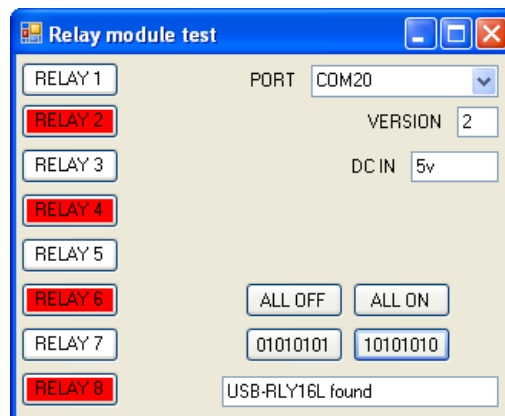 Relay module test
RELAY 1 PORT COM20
RELAY 2 VERSION 2
RELAY 3 DC IN 5v
RELAY 4
RELAY 5
RELAY 6 ALL OFF ALL ON
RELAY 7 01010101 10101010
RELAY 8 USB-RLY16L found